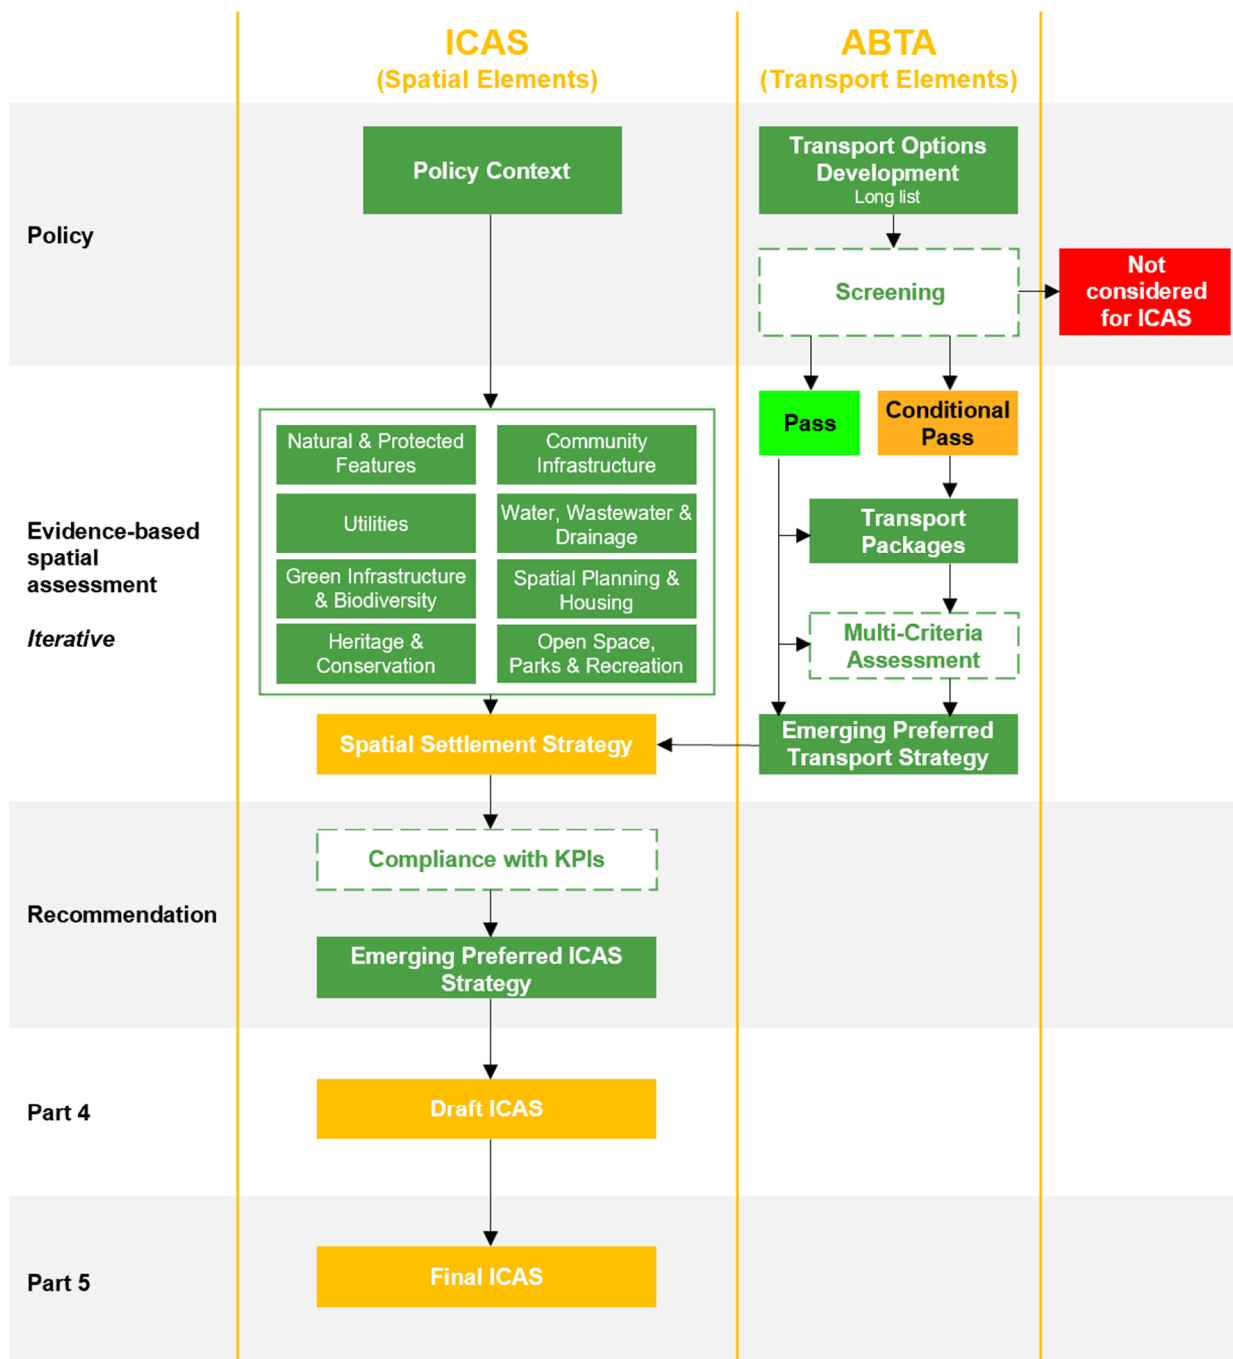 ICAS
(Spatial Elements)
ABTA
(Transport Elements)
Policy
Policy Context
Transport Options
Development
Long list
Screening
Not
considered
for ICAS
Evidence-based
spatial
assessment
Iterative
Natural & Protected
Features
Community
Infrastructure
Utilities
Water, Wastewater &
Drainage
Green Infrastructure
& Biodiversity
Spatial Planning &
Housing
Heritage &
Conservation
Open Space,
Parks & Recreation
Pass
Conditional
Pass
Transport
Packages
Multi-Criteria
Assessment
Spatial Settlement Strategy
Emerging Preferred
Transport Strategy
Recommendation
Compliance with KPIs
Emerging Preferred ICAS
Strategy
Part 4
Draft ICAS
Part 5
Final ICAS